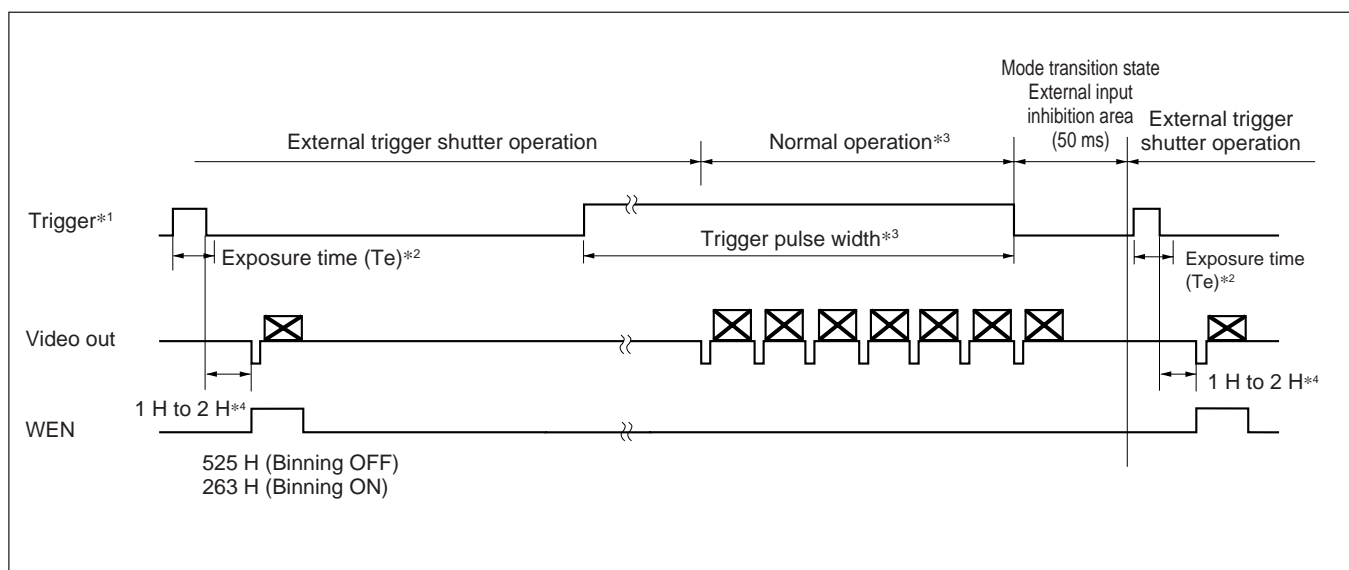 Mode transition state
External input
inhibition area
(50 ms)
External trigger shutter operation
Normal operation*3
External trigger
shutter operation
Trigger*1
Exposure time (Te)*2
Trigger pulse width*3
Exposure time
(Te)*2
Video out
1 H to 2 H*4
1 H to 2 H*4
WEN
525 H (Binning OFF)
263 H (Binning ON)